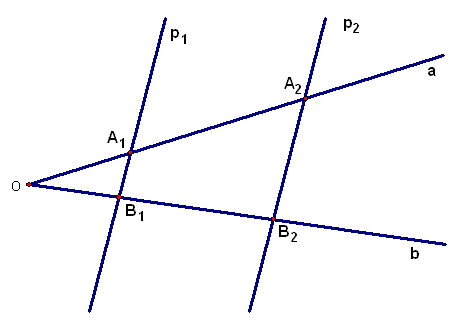 p₁
p₂
a
A₂
A₁
O
B₁
B₂
b